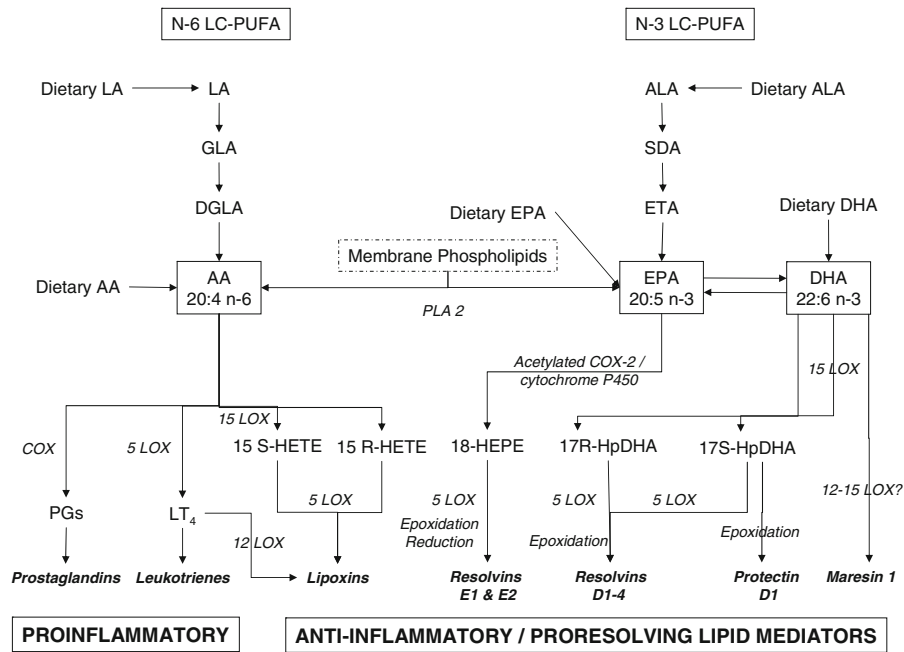 N-6 LC-PUFA
N-3 LC-PUFA
Dietary LA
LA
ALA
Dietary ALA
GLA
SDA
DGLA
Dietary EPA
ETA
Dietary DHA
Membrane Phospholipids
Dietary AA
AA
20:4 n-6
EPA
20:5 n-3
DHA
22:6 n-3
PLA 2
Acetylated COX-2 /
cytochrome P450
15 LOX
15 LOX
COX
5 LOX
15 S-HETE
15 R-HETE
18-HEPE
17R-HpDHA
17S-HpDHA
12-15 LOX?
PGs
LT4
12 LOX
5 LOX
5 LOX
Epoxidation
Reduction
5 LOX
Epoxidation
5 LOX
Epoxidation
Prostaglandins
Leukotrienes
Lipoxins
Resolvins
E1 & E2
Resolvins
D1-4
Protectin
D1
Maresin 1
PROINFLAMMATORY
ANTI-INFLAMMATORY / PRORESOLVING LIPID MEDIATORS